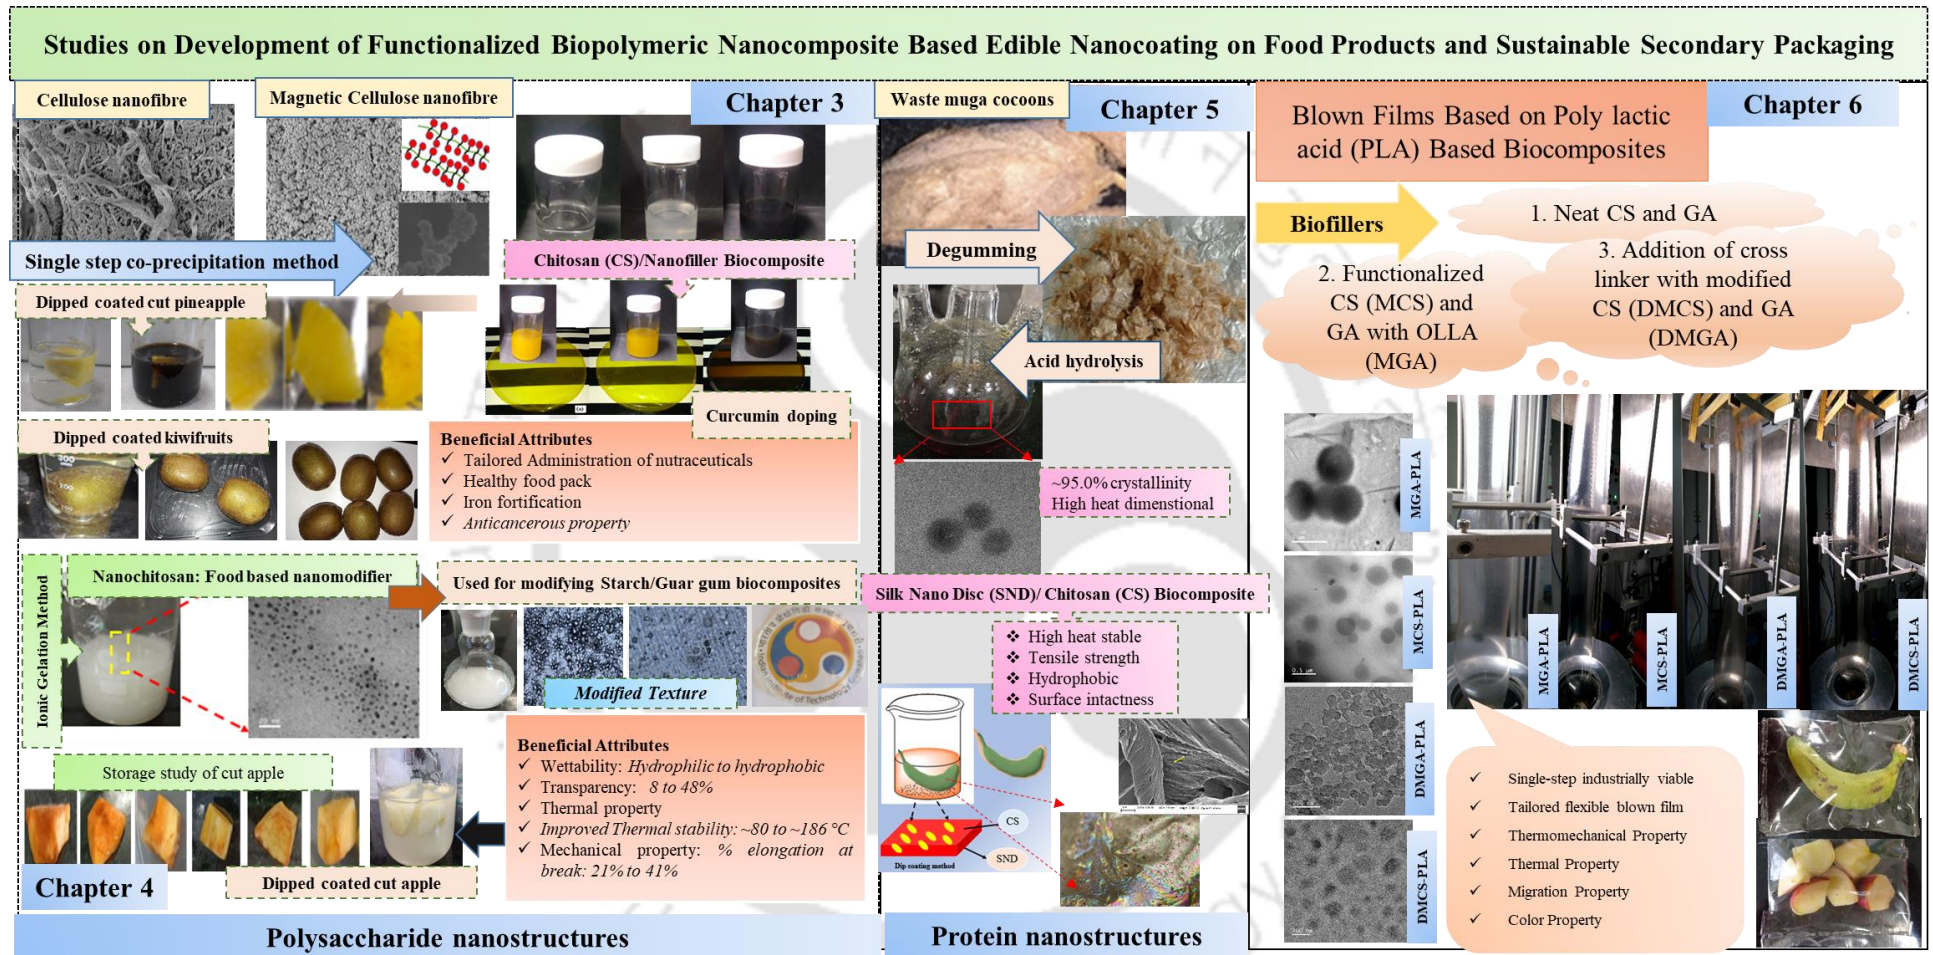 Studies on Development of Functionalized Biopolymeric Nanocomposite Based Edible Nanocoating on Food Products and Sustainable Secondary Packaging
Cellulose nanofibre
Magnetic Cellulose nanofibre
Chapter 3
Single step co-precipitation method
Chitosan (CS)/Nanofiller Biocomposite
Dipped coated cut pineapple
(a)
Curcumin doping
Dipped coated kiwifruits
Beneficial Attributes
✓ Tailored Administration of nutraceuticals
✓ Healthy food pack
✓ Iron fortification
✓ Anticancerous property
Ionic Gelation Method
Nanochitosan: Food based nanomodifier
20 nm
Used for modifying Starch/Guar gum biocomposites
Modified Texture
Indian Institute of Technology
Storage study of cut apple
Beneficial Attributes
✓ Wettability: Hydrophilic to hydrophobic
✓ Transparency: 8 to 48%
✓ Thermal property
✓ Improved Thermal stability: ~80 to ~186 °C
✓ Mechanical property: % elongation at
break: 21% to 41%
Chapter 4
Dipped coated cut apple
Polysaccharide nanostructures
Waste muga cocoons
Chapter 5
Degumming
Acid hydrolysis
~95.0% crystallinity
High heat dimenstional
Silk Nano Disc (SND)/ Chitosan (CS) Biocomposite
❖ High heat stable
❖ Tensile strength
❖ Hydrophobic
❖ Surface intactness
CS
SND
Dip coating method
Protein nanostructures
Blown Films Based on Poly lactic
acid (PLA) Based Biocomposites
Chapter 6
Biofillers
1. Neat CS and GA
2. Functionalized
CS (MCS) and
GA with OLLA
(MGA)
3. Addition of cross
linker with modified
CS (DMCS) and GA
(DMGA)
MGA-PLA
MCS-PLA
0.5 µm
DMGA-PLA
DMCS-PLA
MGA-PLA
MCS-PLA
DMGA-PLA
DMCS-PLA
✓ Single-step industrially viable
✓ Tailored flexible blown film
✓ Thermomechanical Property
✓ Thermal Property
✓ Migration Property
✓ Color Property